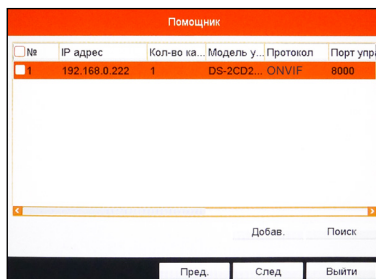 Помощник
№ IP адрес Кол-во ка... Модель у... Протокол Порт упра
1 192.168.0.222 1 DS-2CD2... ONVIF 8000
Добав. Поиск
Пред. След Выйти